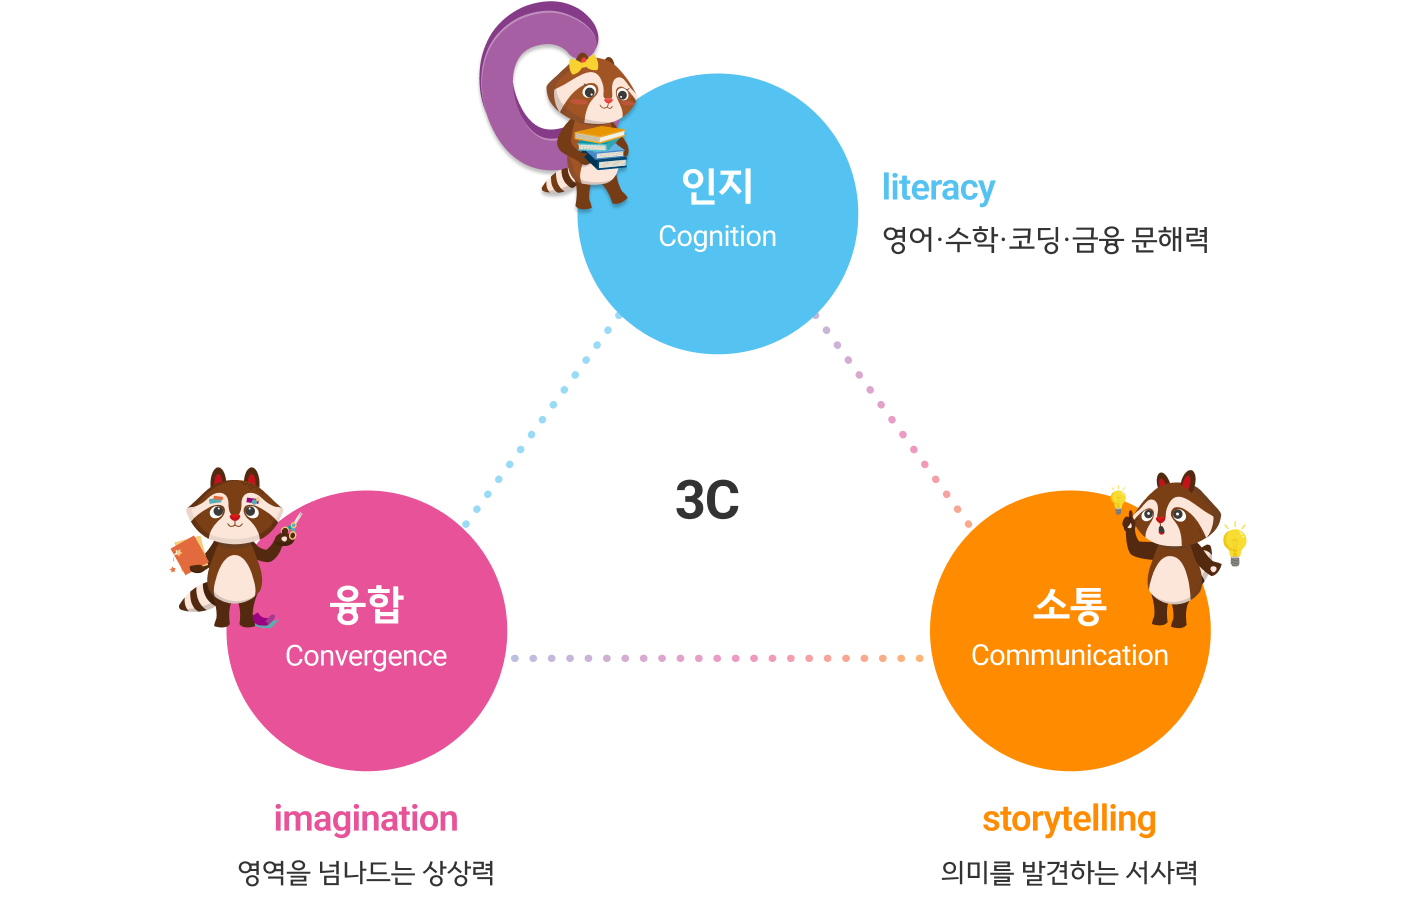 인지
Cognition
literacy
영어·수학·코딩·금융 문해력
3C
융합
Convergence
imagination
영역을 넘나드는 상상력
소통
Communication
storytelling
의미를 발견하는 서사력